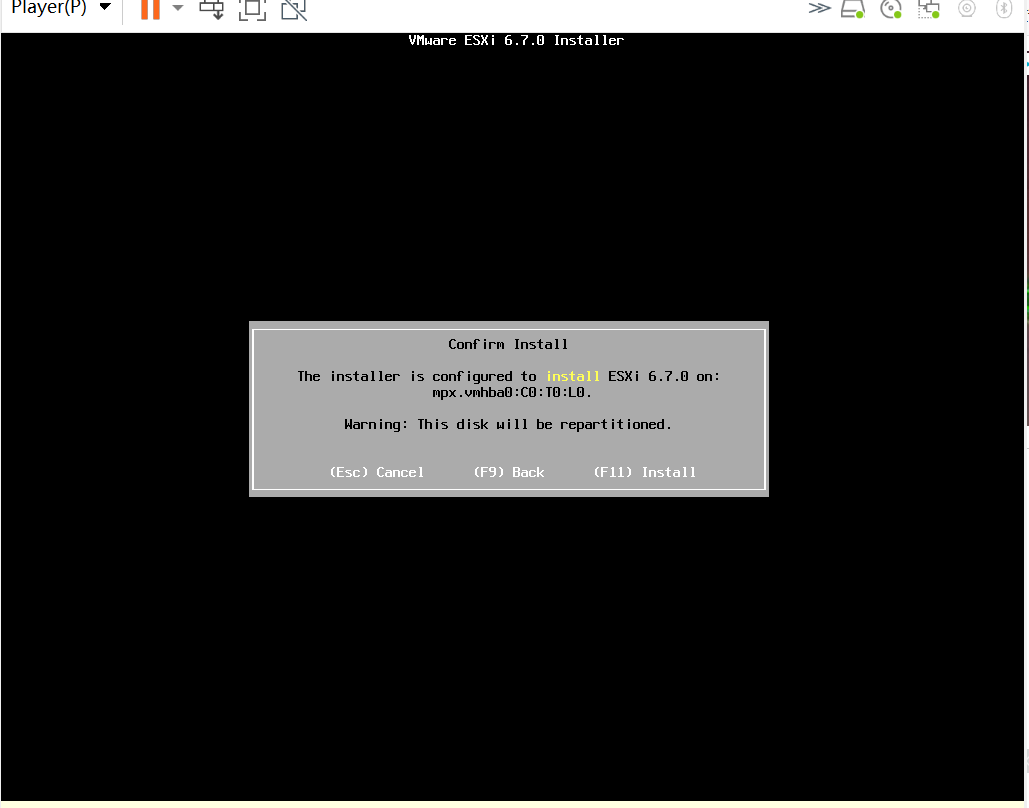 Player(P)
VMware ESXi 6.7.0 Installer
Confirm Install
The installer is configured to install ESXi 6.7.0 on:
mpx.vmhba0:C0:T0:L0.
Warning: This disk will be repartitioned.
(Esc) Cancel (F9) Back (F11) Install